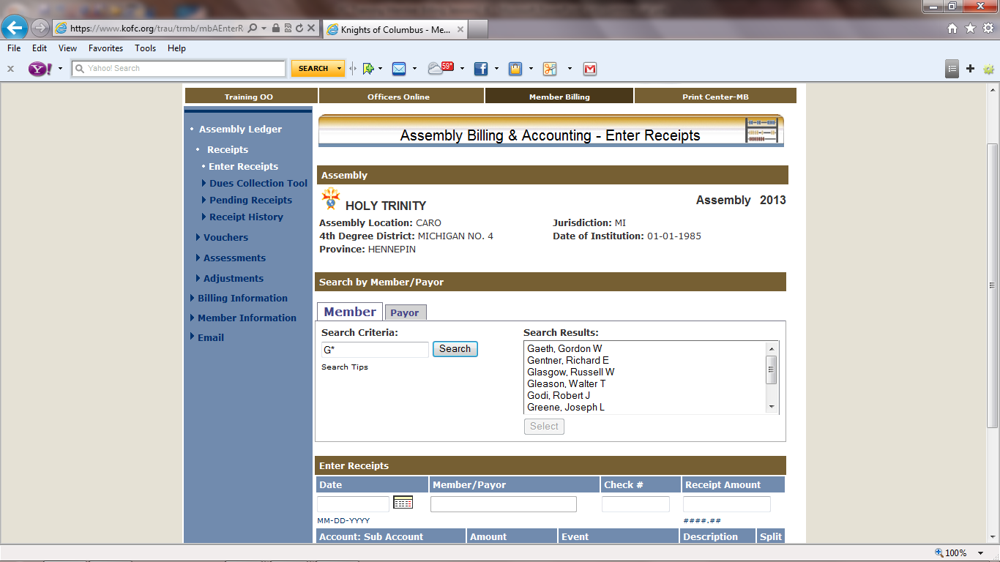 https://www.kofc.org/trau/trmb/mbAEnterR
Knights of Columbus - Me...
File Edit View Favorites Tools Help
Y! Yahoo! Search SEARCH 59°
Training OO Officers Online Member Billing Print Center-MB
Assembly Ledger
Receipts
Enter Receipts
Dues Collection Tool
Pending Receipts
Receipt History
Vouchers
Assessments
Adjustments
Billing Information
Member Information
Email
Assembly Billing & Accounting - Enter Receipts
Assembly
HOLY TRINITY Assembly 2013
Assembly Location: CARO Jurisdiction: MI
4th Degree District: MICHIGAN NO. 4 Date of Institution: 01-01-1985
Province: HENNEPIN
Search by Member/Payor
Member Payor
Search Criteria:
G* Search
Search Tips
Search Results:
Gaeth, Gordon W
Gentner, Richard E
Glasgow, Russell W
Gleason, Walter T
Godi, Robert J
Greene, Joseph L
Select
Enter Receipts
Date Member/Payor Check # Receipt Amount
MM-DD-YYYY ####.##
Account: Sub Account Amount Event Description Split
100%